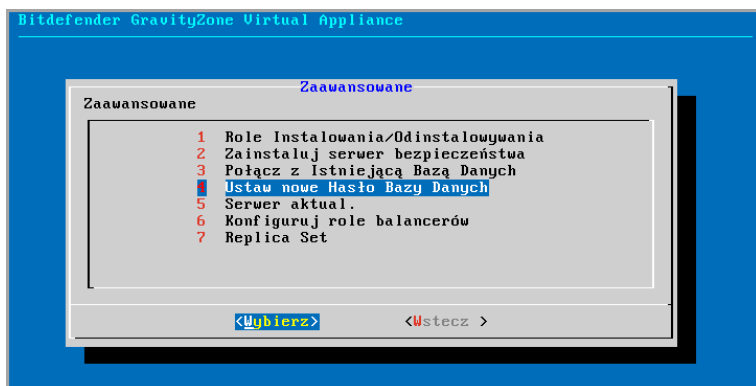 Bitdefender GravityZone Virtual Appliance
Zaawansowane
Zaawansowane
1 Role Instalowania/Odinstalowywania
2 Zainstaluj serwer bezpieczeństwa
3 Połącz z Istniejącą Bazą Danych
4 Ustaw nowe Hasło Bazy Danych
5 Serwer aktual.
6 Konfiguruj role balancerów
7 Replica Set
<Wybierz> <Wstecz >